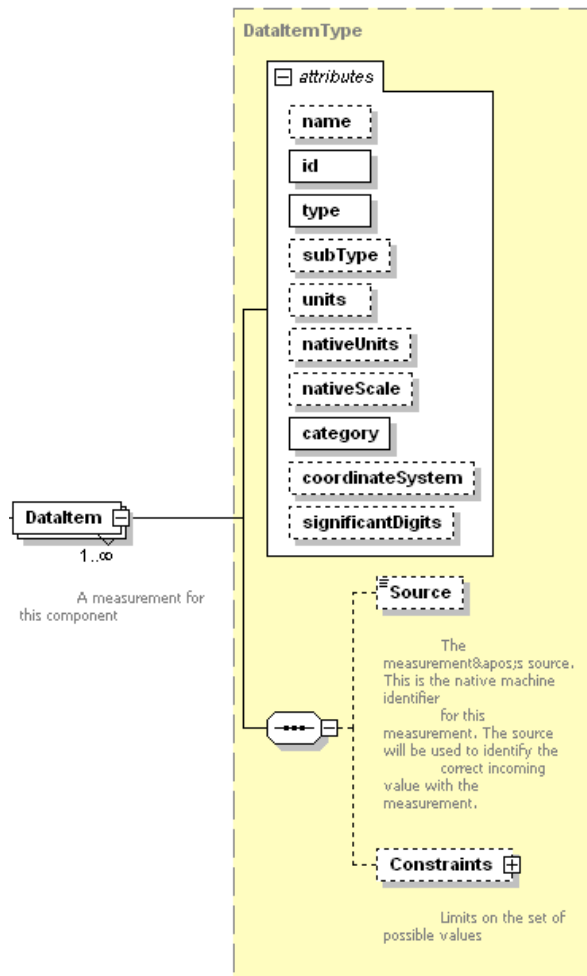 DataItemType
attributes
name
id
type
subType
units
nativeUnits
nativeScale
category
coordinateSystem
significantDigits
DataItem
1..∞
A measurement for
this component
Source
The
measurement&apos;s source.
This is the native machine
identifier
for this
measurement. The source
will be used to identify the
correct incoming
value with the
measurement.
Constraints
Limits on the set of
possible values